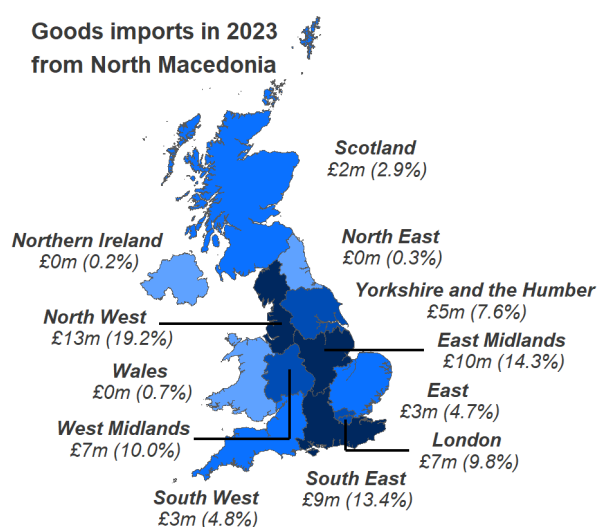 Goods imports in 2023
from North Macedonia
Scotland
£2m (2.9%)
Northern Ireland
£0m (0.2%)
North East
£0m (0.3%)
Yorkshire and the Humber
£5m (7.6%)
North West
£13m (19.2%)
East Midlands
£10m (14.3%)
Wales
£0m (0.7%)
East
£3m (4.7%)
West Midlands
£7m (10.0%)
London
£7m (9.8%)
South East
£9m (13.4%)
South West
£3m (4.8%)